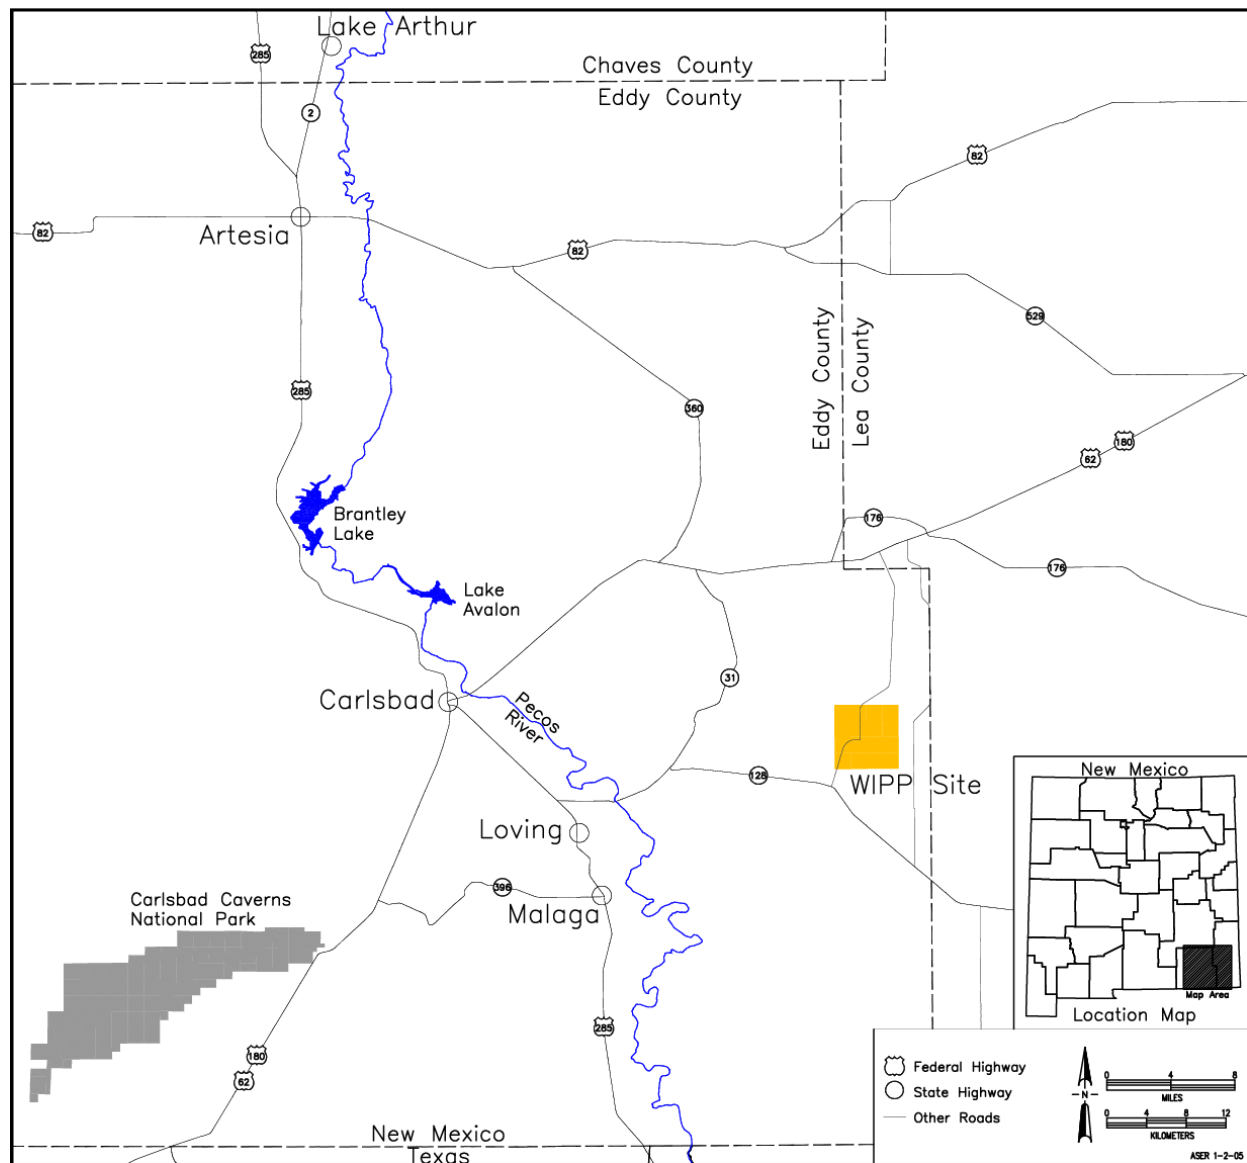 Lake Arthur
285
Chaves County
Eddy County
2
82
Artesia
82
82
Eddy County
Lea County
529
285
360
180
62
Brantley
Lake
176
176
Lake
Avalon
31
Carlsbad
Pecos
River
128
WIPP Site
Loving
396
Malaga
Carlsbad Caverns
National Park
285
180
62
New Mexico
Texas
New Mexico
Map Area
Location Map
Federal Highway
State Highway
Other Roads
N
0 4 8
MILES
0 4 8 12
KILOMETERS
ASER 1-2-05